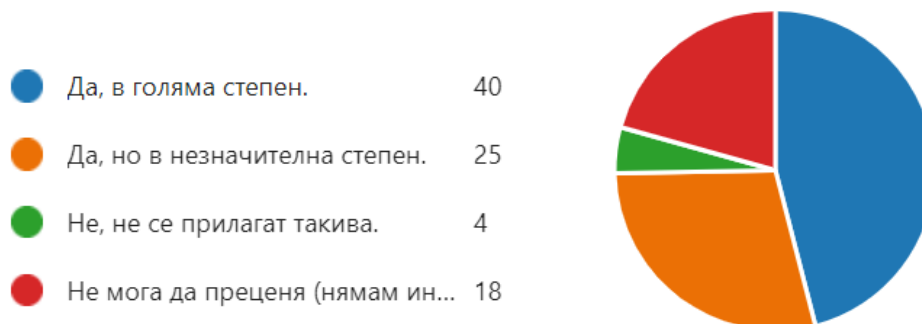 Да, в голяма степен. 40
Да, но в незначителна степен. 25
Не, не се прилагат такива. 4
Не мога да преценя (нямам ин... 18